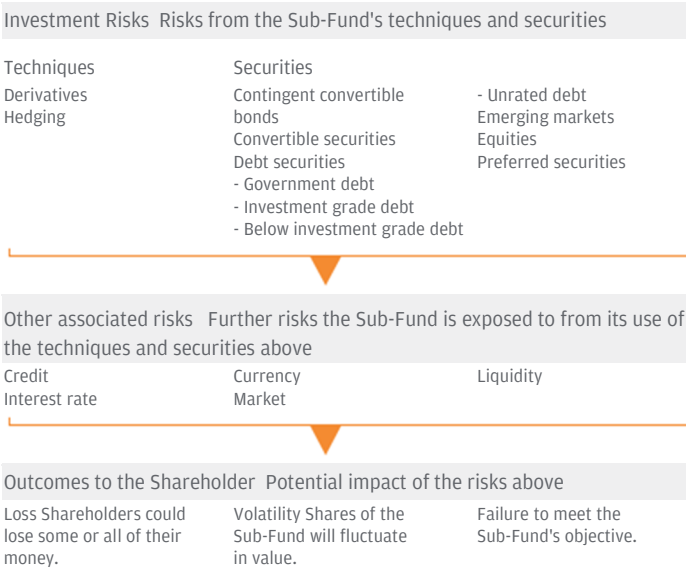 Investment Risks Risks from the Sub-Fund's techniques and securities
Techniques
Derivatives
Hedging
Securities
Contingent convertible
bonds
Convertible securities
Debt securities
- Government debt
- Investment grade debt
- Below investment grade debt
- Unrated debt
Emerging markets
Equities
Preferred securities
Other associated risks Further risks the Sub-Fund is exposed to from its use of
the techniques and securities above
Credit
Interest rate
Currency
Market
Liquidity
Outcomes to the Shareholder Potential impact of the risks above
Loss Shareholders could
lose some or all of their
money.
Volatility Shares of the
Sub-Fund will fluctuate
in value.
Failure to meet the
Sub-Fund's objective.